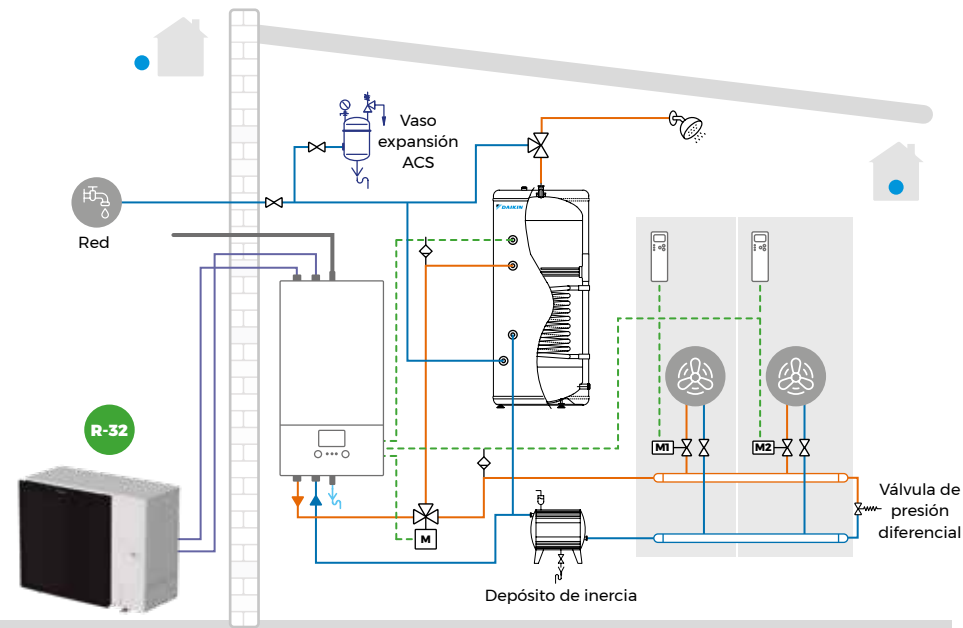 Vaso
expansión
ACS
Red
DAIKIN
R-32
M1
M2
M
Válvula de
presión
diferencial
Depósito de inercia